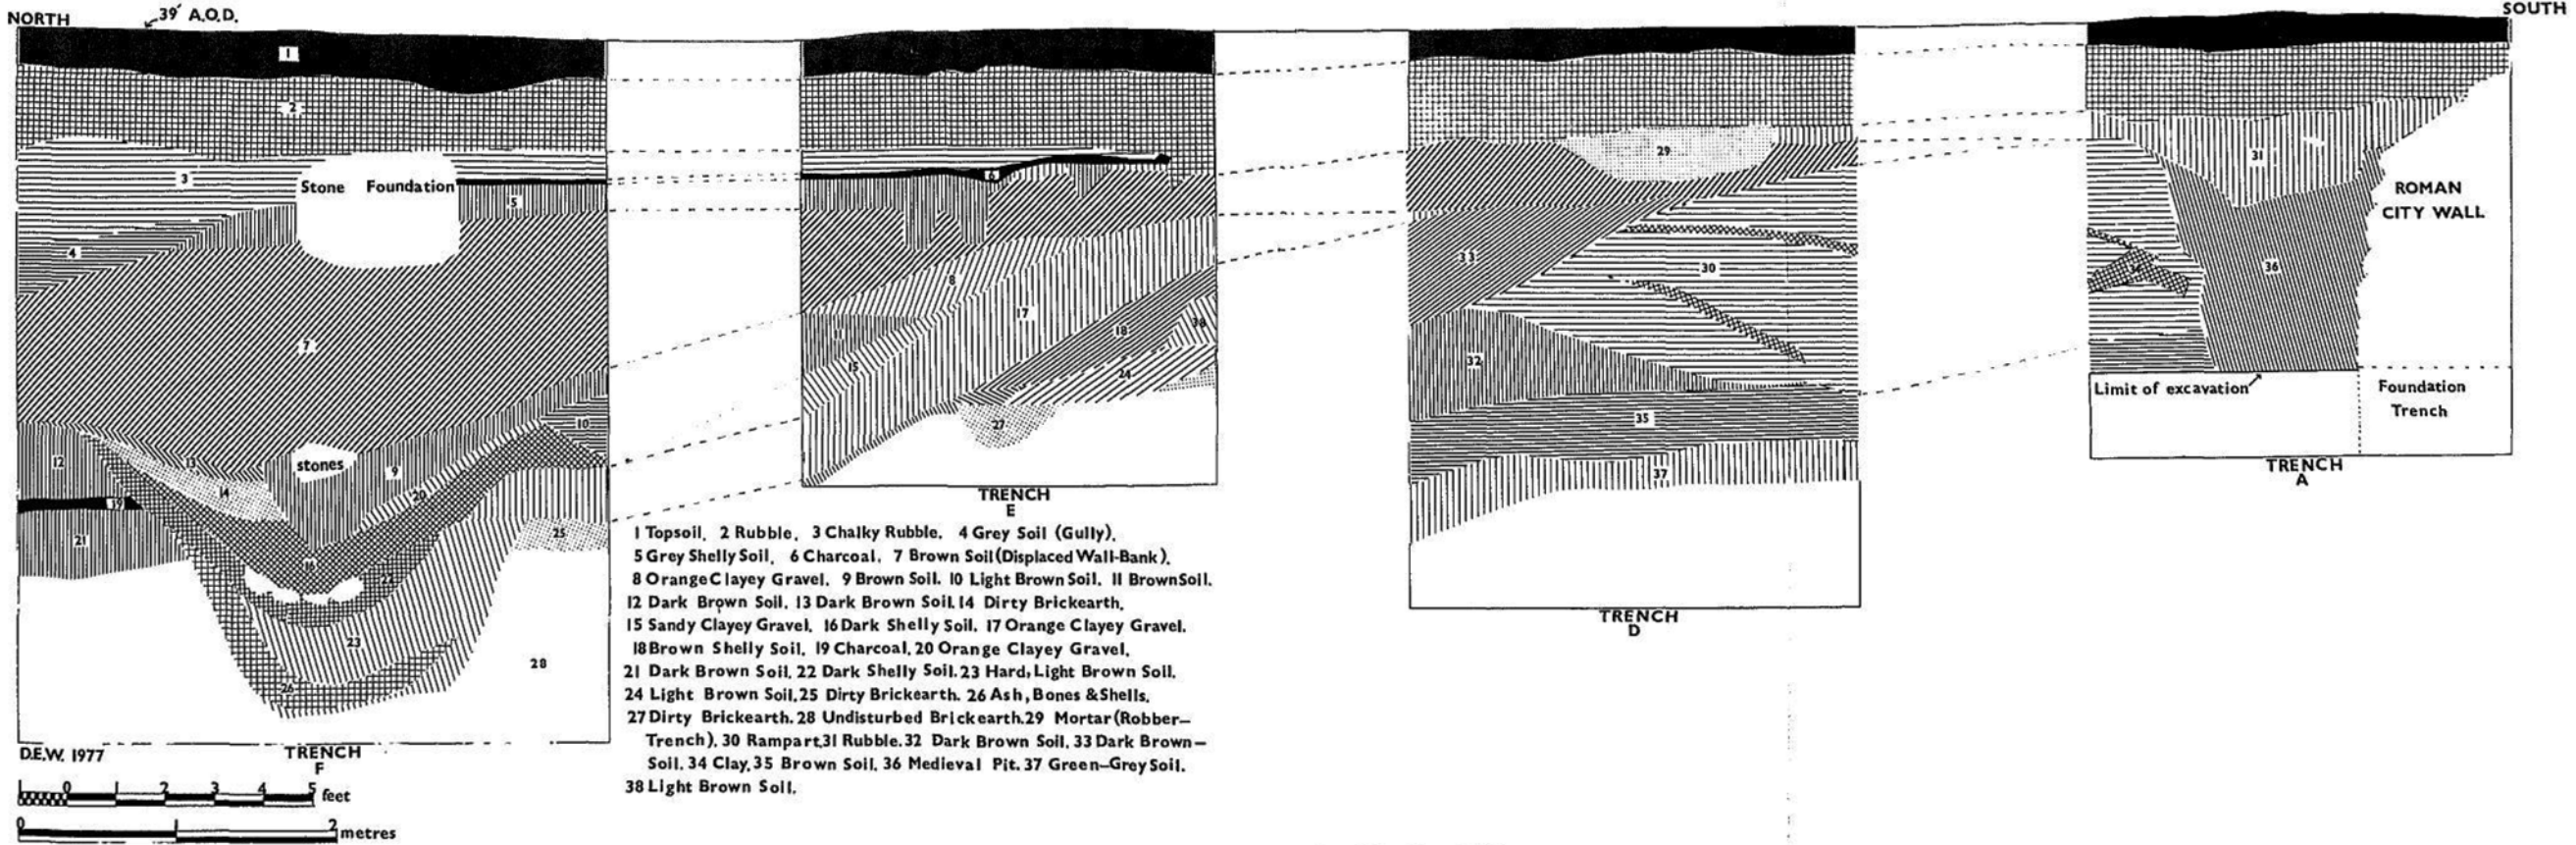 NORTH
39' A.O.D.
SOUTH
1
2
3
Stone Foundation
4
5
7
12
13
14
stones
9
10
20
19
21
16
22
23
25
26
28
6
8
11
15
17
18
38
24
27
29
33
30
32
35
37
31
34
36
ROMAN
CITY WALL
Limit of excavation
Foundation
Trench
TRENCH
A
TRENCH
D
TRENCH
E
TRENCH
F
D.E.W. 1977
1 Topsoil, 2 Rubble, 3 Chalky Rubble, 4 Grey Soil (Gully),
5 Grey Shelly Soil, 6 Charcoal, 7 Brown Soil (Displaced Wall-Bank),
8 Orange Clayey Gravel, 9 Brown Soil. 10 Light Brown Soil, 11 Brown Soil.
12 Dark Brown Soil. 13 Dark Brown Soil. 14 Dirty Brickearth,
15 Sandy Clayey Gravel, 16 Dark Shelly Soil, 17 Orange Clayey Gravel.
18 Brown Shelly Soil, 19 Charcoal, 20 Orange Clayey Gravel,
21 Dark Brown Soil, 22 Dark Shelly Soil. 23 Hard, Light Brown Soil,
24 Light Brown Soil, 25 Dirty Brickearth. 26 Ash, Bones & Shells,
27 Dirty Brickearth. 28 Undisturbed Brickearth. 29 Mortar (Robber–
Trench), 30 Rampart, 31 Rubble. 32 Dark Brown Soil, 33 Dark Brown–
Soil. 34 Clay, 35 Brown Soil, 36 Medieval Pit. 37 Green–Grey Soil.
38 Light Brown Soil.
1 0 1 2 3 4 5 feet
0 1 2 metres